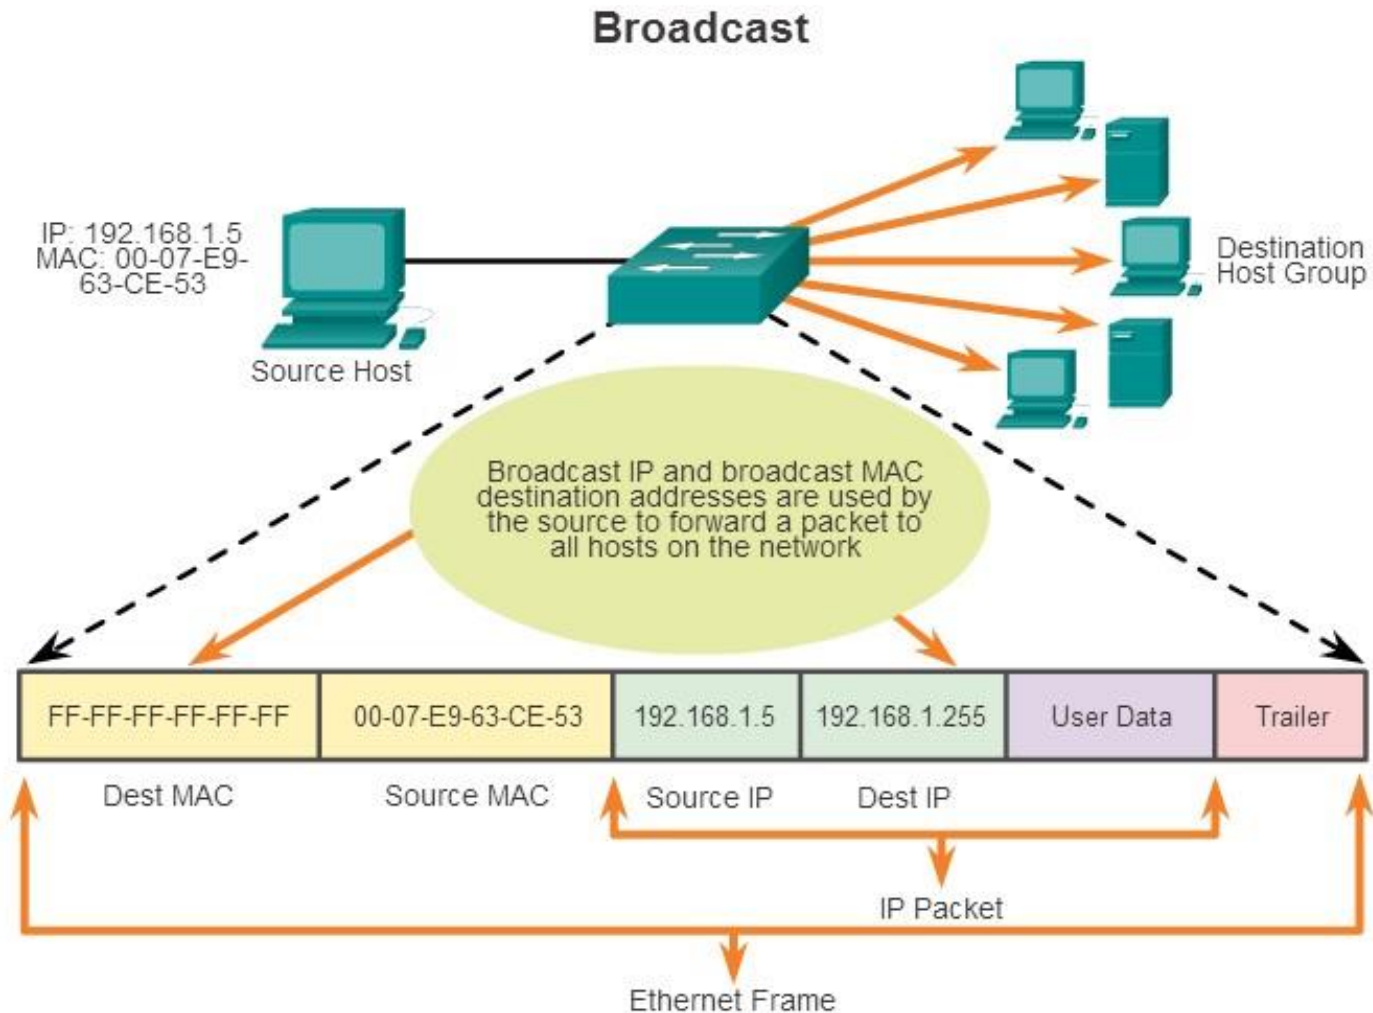 Broadcast
IP: 192.168.1.5
MAC: 00-07-E9-
63-CE-53
Source Host
Destination
Host Group
Broadcast IP and broadcast MAC
destination addresses are used by
the source to forward a packet to
all hosts on the network
FF-FF-FF-FF-FF-FF
00-07-E9-63-CE-53
192.168.1.5
192.168.1.255
User Data
Trailer
Dest MAC
Source MAC
Source IP
Dest IP
IP Packet
Ethernet Frame